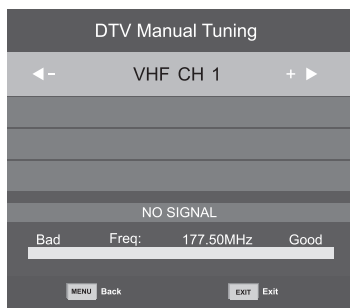 DTV Manual Tuning
◀ - VHF CH 1 + ▶
NO SIGNAL
Bad Freq: 177.50MHz Good
MENU Back EXIT Exit